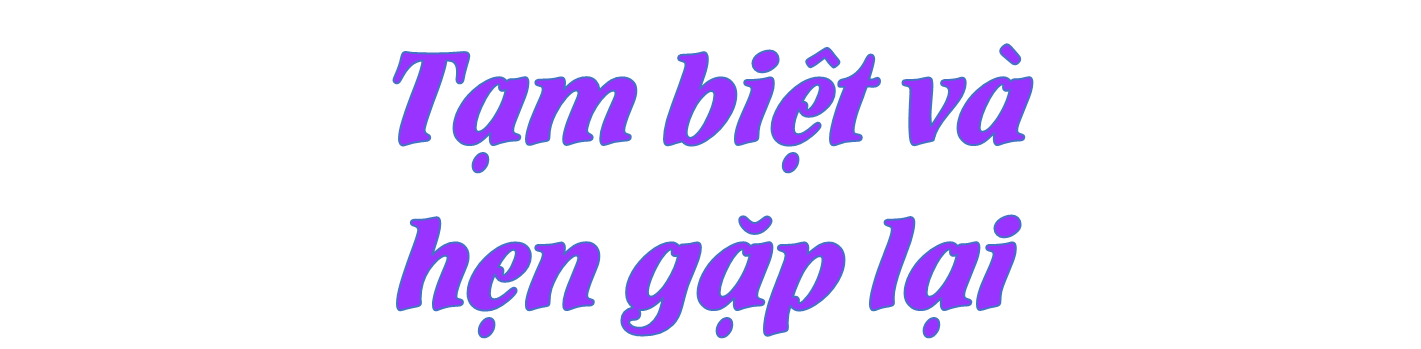 Tạm biệt và
hẹn gặp lại